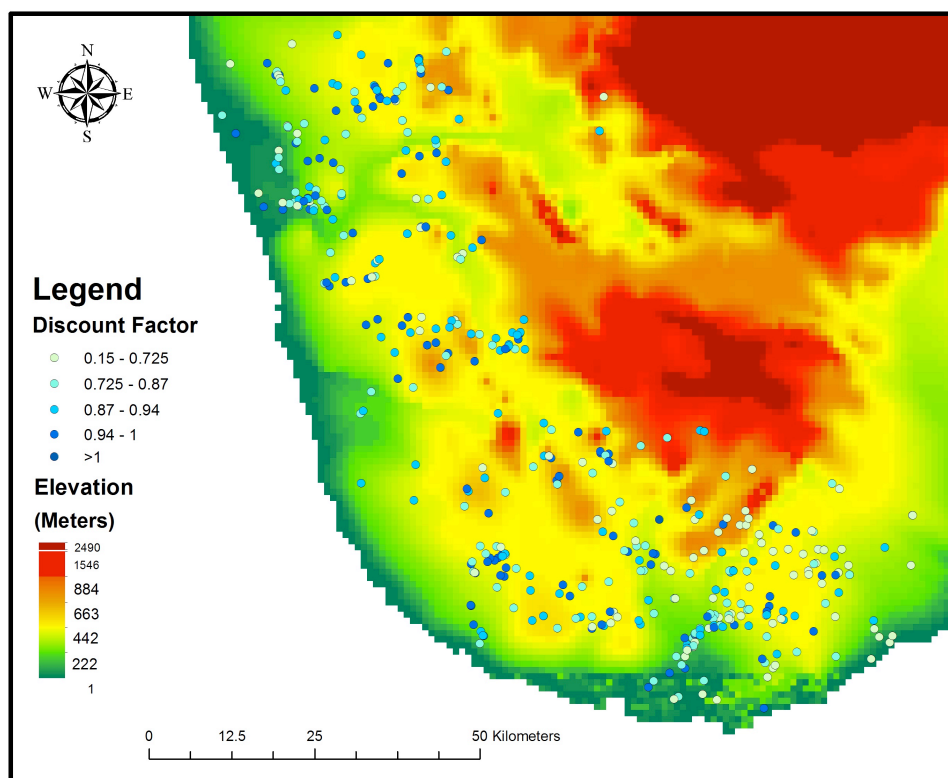 N
W E
S
Legend
Discount Factor
0.15 - 0.725
0.725 - 0.87
0.87 - 0.94
0.94 - 1
>1
Elevation
(Meters)
2490
1546
884
663
442
222
1
0 12.5 25 50 Kilometers